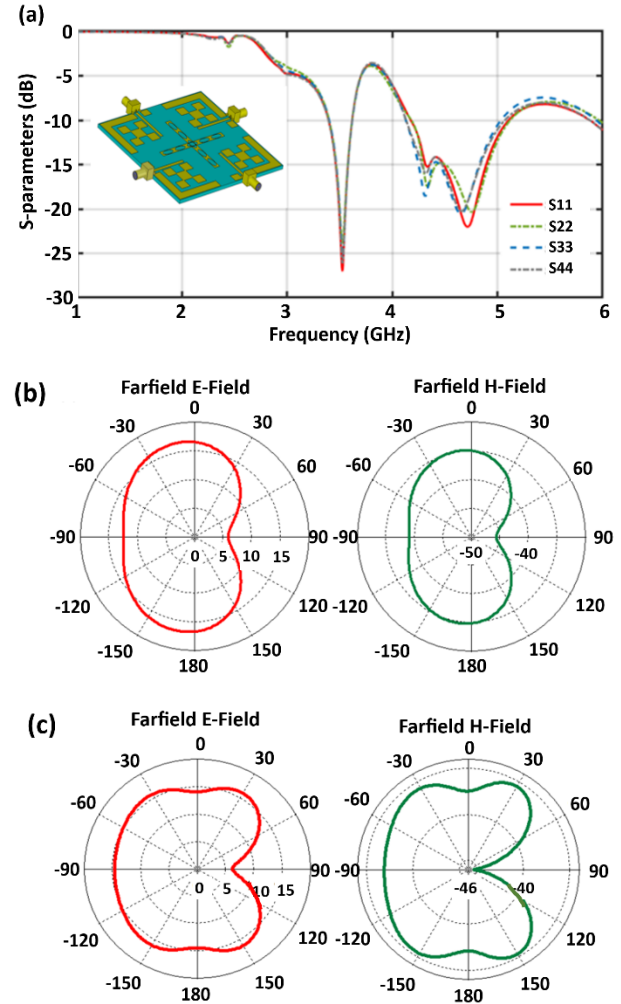 (a)
0
-5
-10
-15
-20
-25
-30
S-parameters (dB)
S11
S22
S33
S44
1 2 3 4 5 6
Frequency (GHz)
(b)
Farfield E-Field
0
-30 30
-60 60
-90 90
0 5 10 15
-120 120
-150 150
180
Farfield H-Field
0
-30 30
-60 60
-90 90
-50 -40
-120 120
-150 150
180
(c)
Farfield E-Field
0
-30 30
-60 60
-90 90
0 5 10 15
-120 120
-150 150
180
Farfield H-Field
0
-30 30
-60 60
-90 90
-46 -40
-120 120
-150 150
180